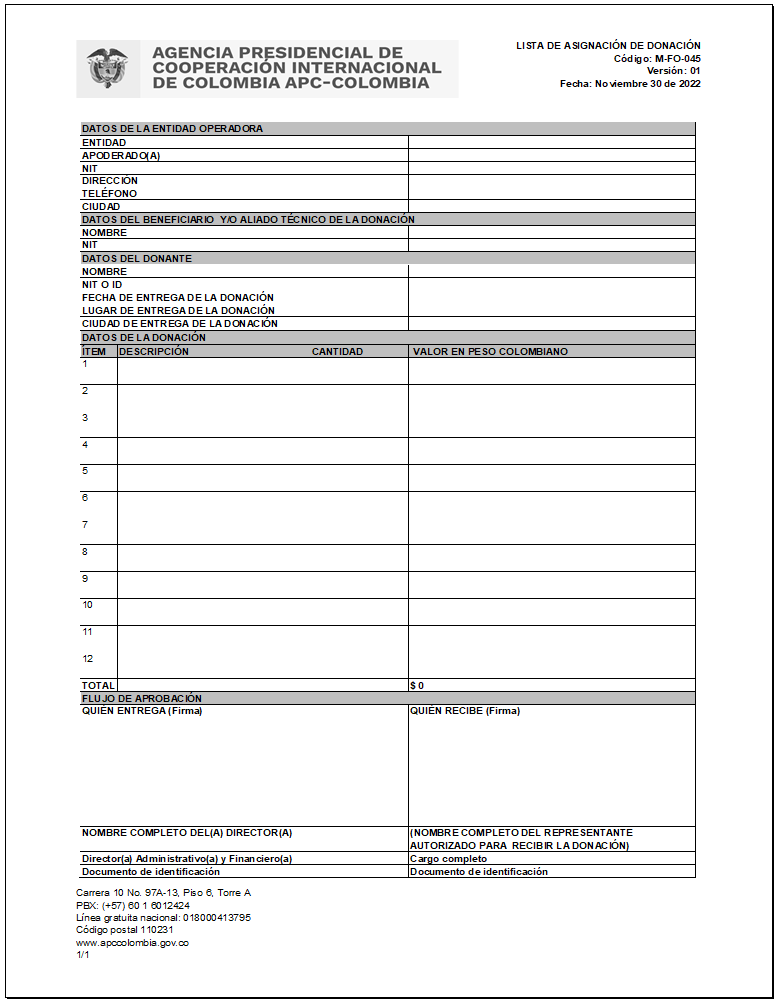 AGENCIA PRESIDENCIAL DE
COOPERACIÓN INTERNACIONAL
DE COLOMBIA APC-COLOMBIA
LISTA DE ASIGNACIÓN DE DONACIÓN
Código: M-FO-045
Versión: 01
Fecha: Noviembre 30 de 2022
DATOS DE LA ENTIDAD OPERADORA
ENTIDAD
APODERADO(A)
NIT
DIRECCIÓN
TELÉFONO
CIUDAD
DATOS DEL BENEFICIARIO Y/O ALIADO TÉCNICO DE LA DONACIÓN
NOMBRE
NIT
DATOS DEL DONANTE
NOMBRE
NIT O ID
FECHA DE ENTREGA DE LA DONACIÓN
LUGAR DE ENTREGA DE LA DONACIÓN
CIUDAD DE ENTREGA DE LA DONACIÓN
DATOS DE LA DONACIÓN
ÍTEM DESCRIPCIÓN CANTIDAD VALOR EN PESO COLOMBIANO
1
2
3
4
5
6
7
8
9
10
11
12
TOTAL $ 0
FLUJO DE APROBACIÓN
QUIÉN ENTREGA (Firma) QUIÉN RECIBE (Firma)
NOMBRE COMPLETO DEL(A) DIRECTOR(A) (NOMBRE COMPLETO DEL REPRESENTANTE
AUTORIZADO PARA RECIBIR LA DONACIÓN)
Director(a) Administrativo(a) y Financiero(a) Cargo completo
Documento de identificación Documento de identificación
Carrera 10 No. 97A-13, Piso 6, Torre A
PBX: (+57) 60 1 6012424
Línea gratuita nacional: 018000413795
Código postal 110231
www.apccolombia.gov.co
1/1